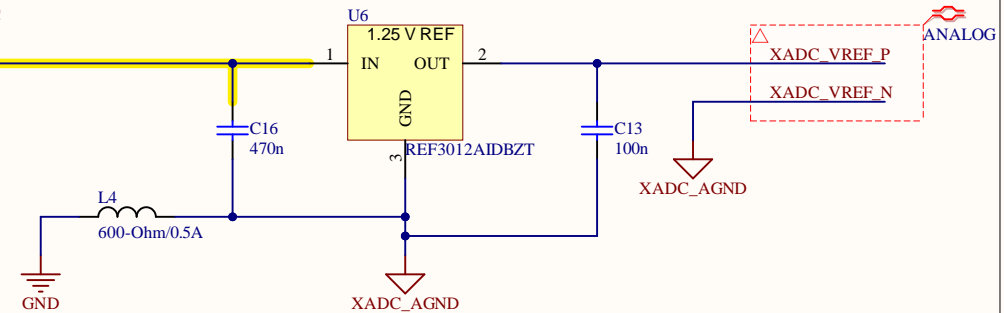 U6
1.25 V REF
ANALOG
1
IN
OUT
2
XADC_VREF_P
GND
XADC_VREF_N
C16
470n
C13
100n
3
REF3012AIDBZT
XADC_AGND
L4
600-Ohm/0.5A
GND
XADC_AGND